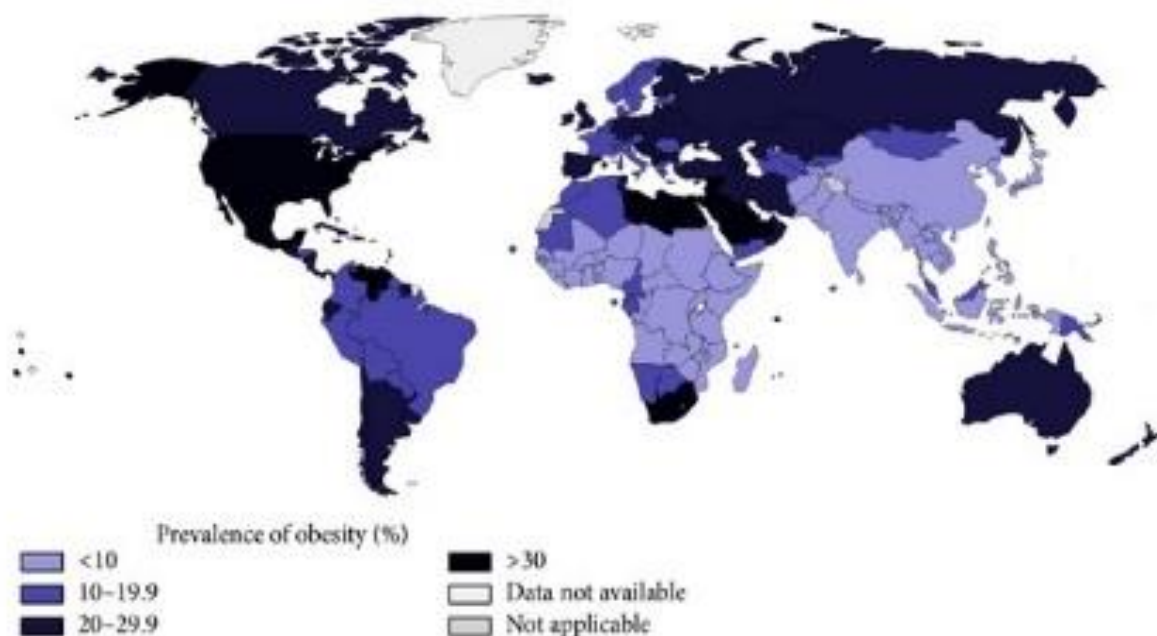 Prevalence of obesity (%)
<10
10–19.9
20–29.9
>30
Data not available
Not applicable